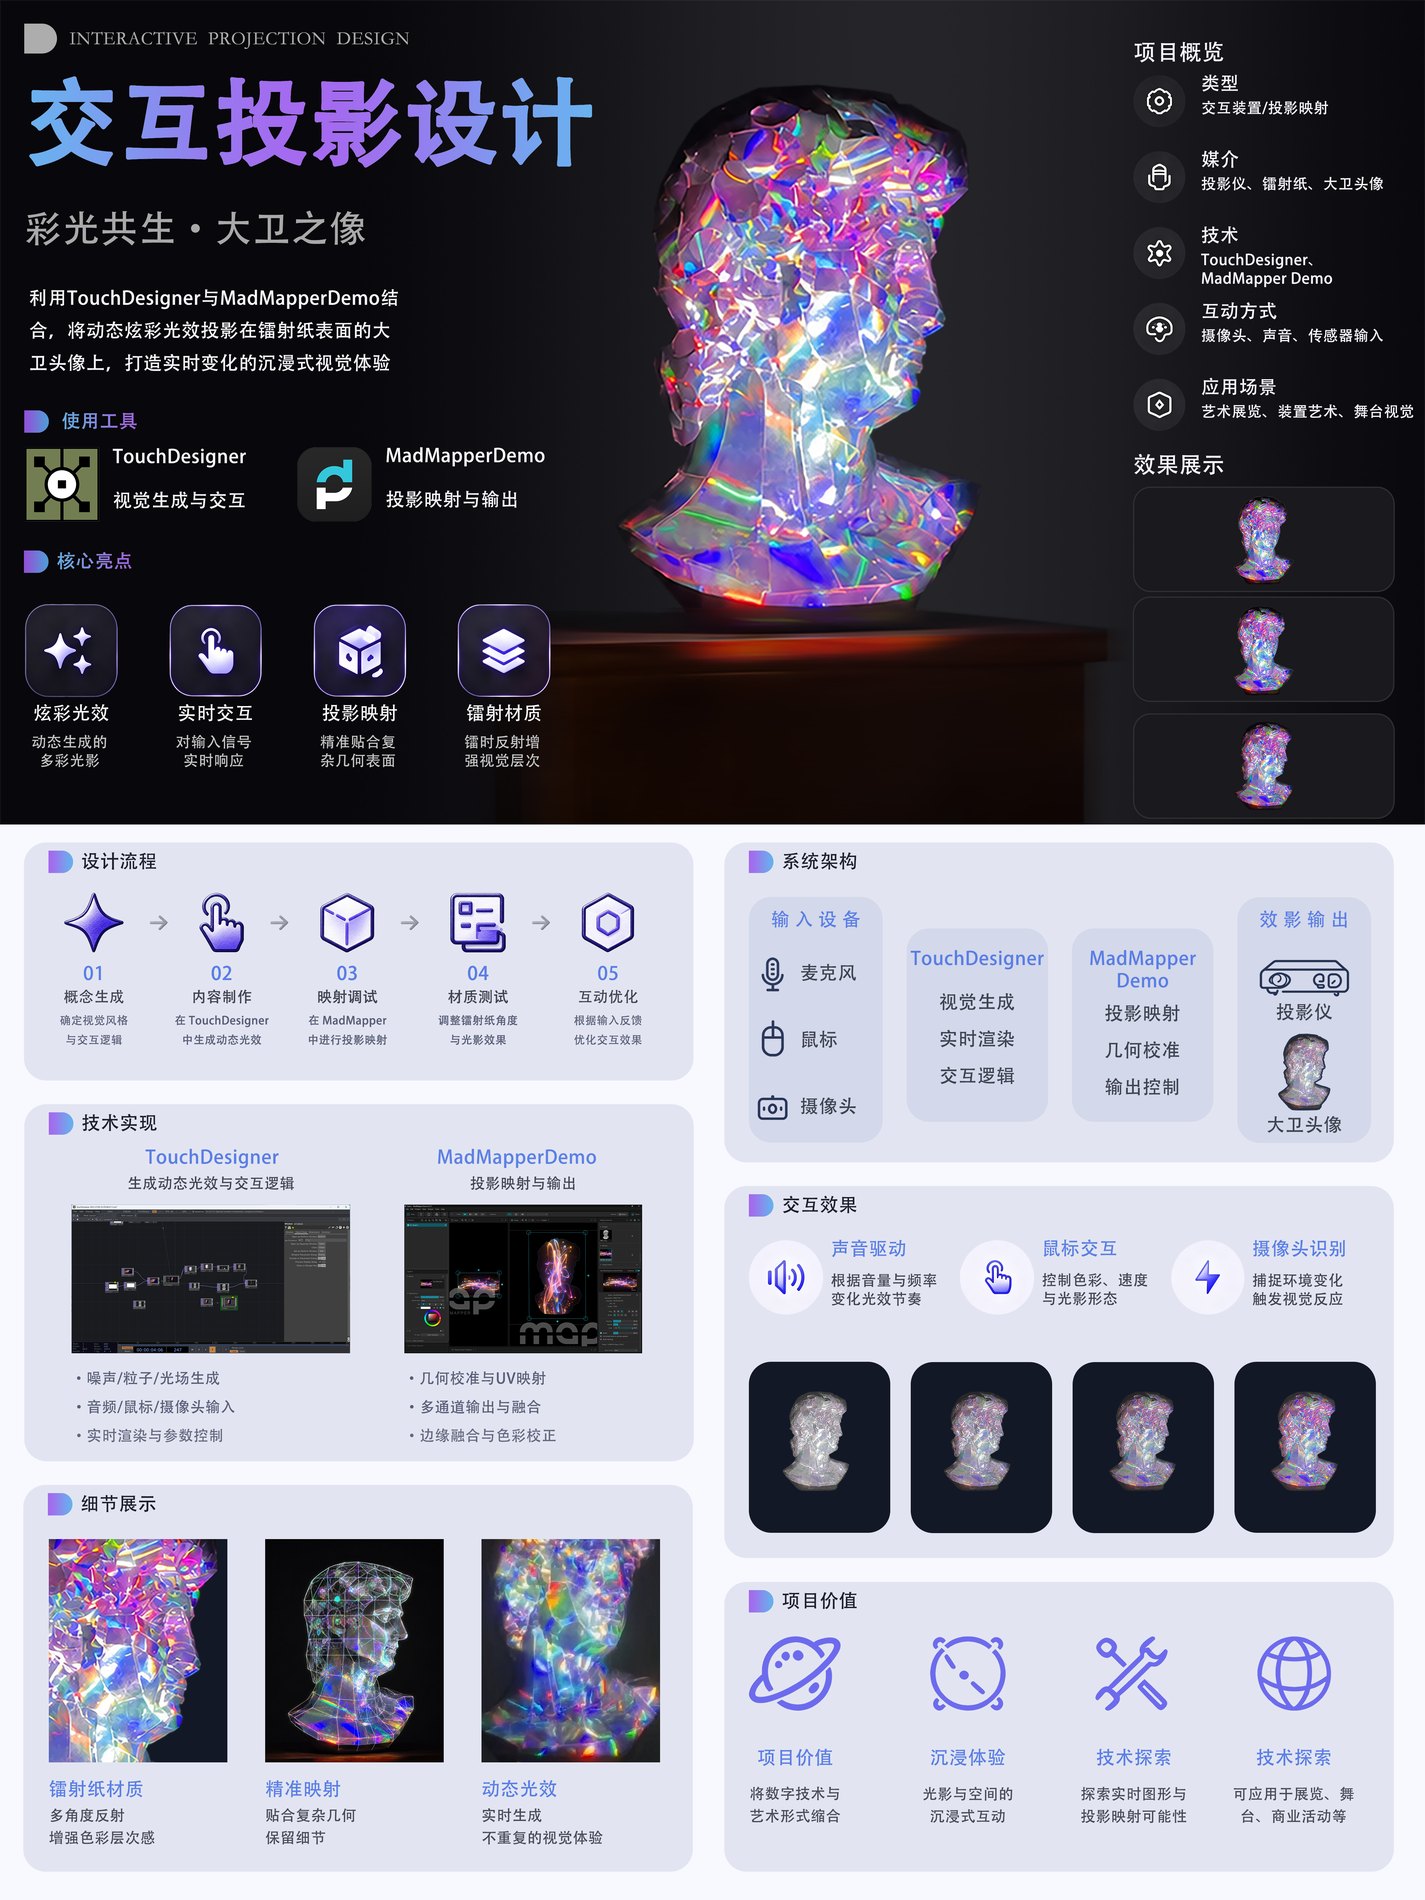 INTERACTIVE PROJECTION DESIGN
交互投影设计
彩光共生·大卫之像
利用TouchDesigner与MadMapperDemo结
合，将动态炫彩光效投影在镭射纸表面的大
卫头像上，打造实时变化的沉漫式视觉体验
使用工具
TouchDesigner
视觉生成与交互
MadMapperDemo
投影映射与输出
核心亮点
炫彩光效
动态生成的
多彩光影
实时交互
对输入信号
实时响应
投影映射
精准贴合复
杂几何表面
镭射材质
镭时反射增
强视觉层次
项目概览
类型
交互装置/投影映射
媒介
投影仪、镭射纸、大卫头像
技术
TouchDesigner、
MadMapper Demo
互动方式
摄像头、声音、传感器输入
应用场景
艺术展览、装置艺术、舞台视觉
效果展示
设计流程
01
概念生成
确定视觉风格
与交互逻辑
02
内容制作
在 TouchDesigner
中生成动态光效
03
映射调试
在 MadMapper
中进行投影映射
04
材质测试
调整镭射纸角度
与光影效果
05
互动优化
根据输入反馈
优化交互效果
技术实现
TouchDesigner
生成动态光效与交互逻辑
·噪声/粒子/光场生成
·音频/鼠标/摄像头输入
·实时渲染与参数控制
MadMapperDemo
投影映射与输出
map
·几何校准与UV映射
·多通道输出与融合
·边缘融合与色彩校正
细节展示
镭射纸材质
多角度反射
增强色彩层次感
精准映射
贴合复杂几何
保留细节
动态光效
实时生成
不重复的视觉体验
系统架构
输入设备
麦克风
鼠标
摄像头
TouchDesigner
视觉生成
实时渲染
交互逻辑
MadMapper
Demo
投影映射
几何校准
输出控制
效影输出
投影仪
大卫头像
交互效果
声音驱动
根据音量与频率
变化光效节奏
鼠标交互
控制色彩、速度
与光影形态
摄像头识别
捕捉环境变化
触发视觉反应
项目价值
项目价值
将数字技术与
艺术形式缩合
沉浸体验
光影与空间的
沉浸式互动
技术探索
探索实时图形与
投影映射可能性
技术探索
可应用于展览、舞
台、商业活动等